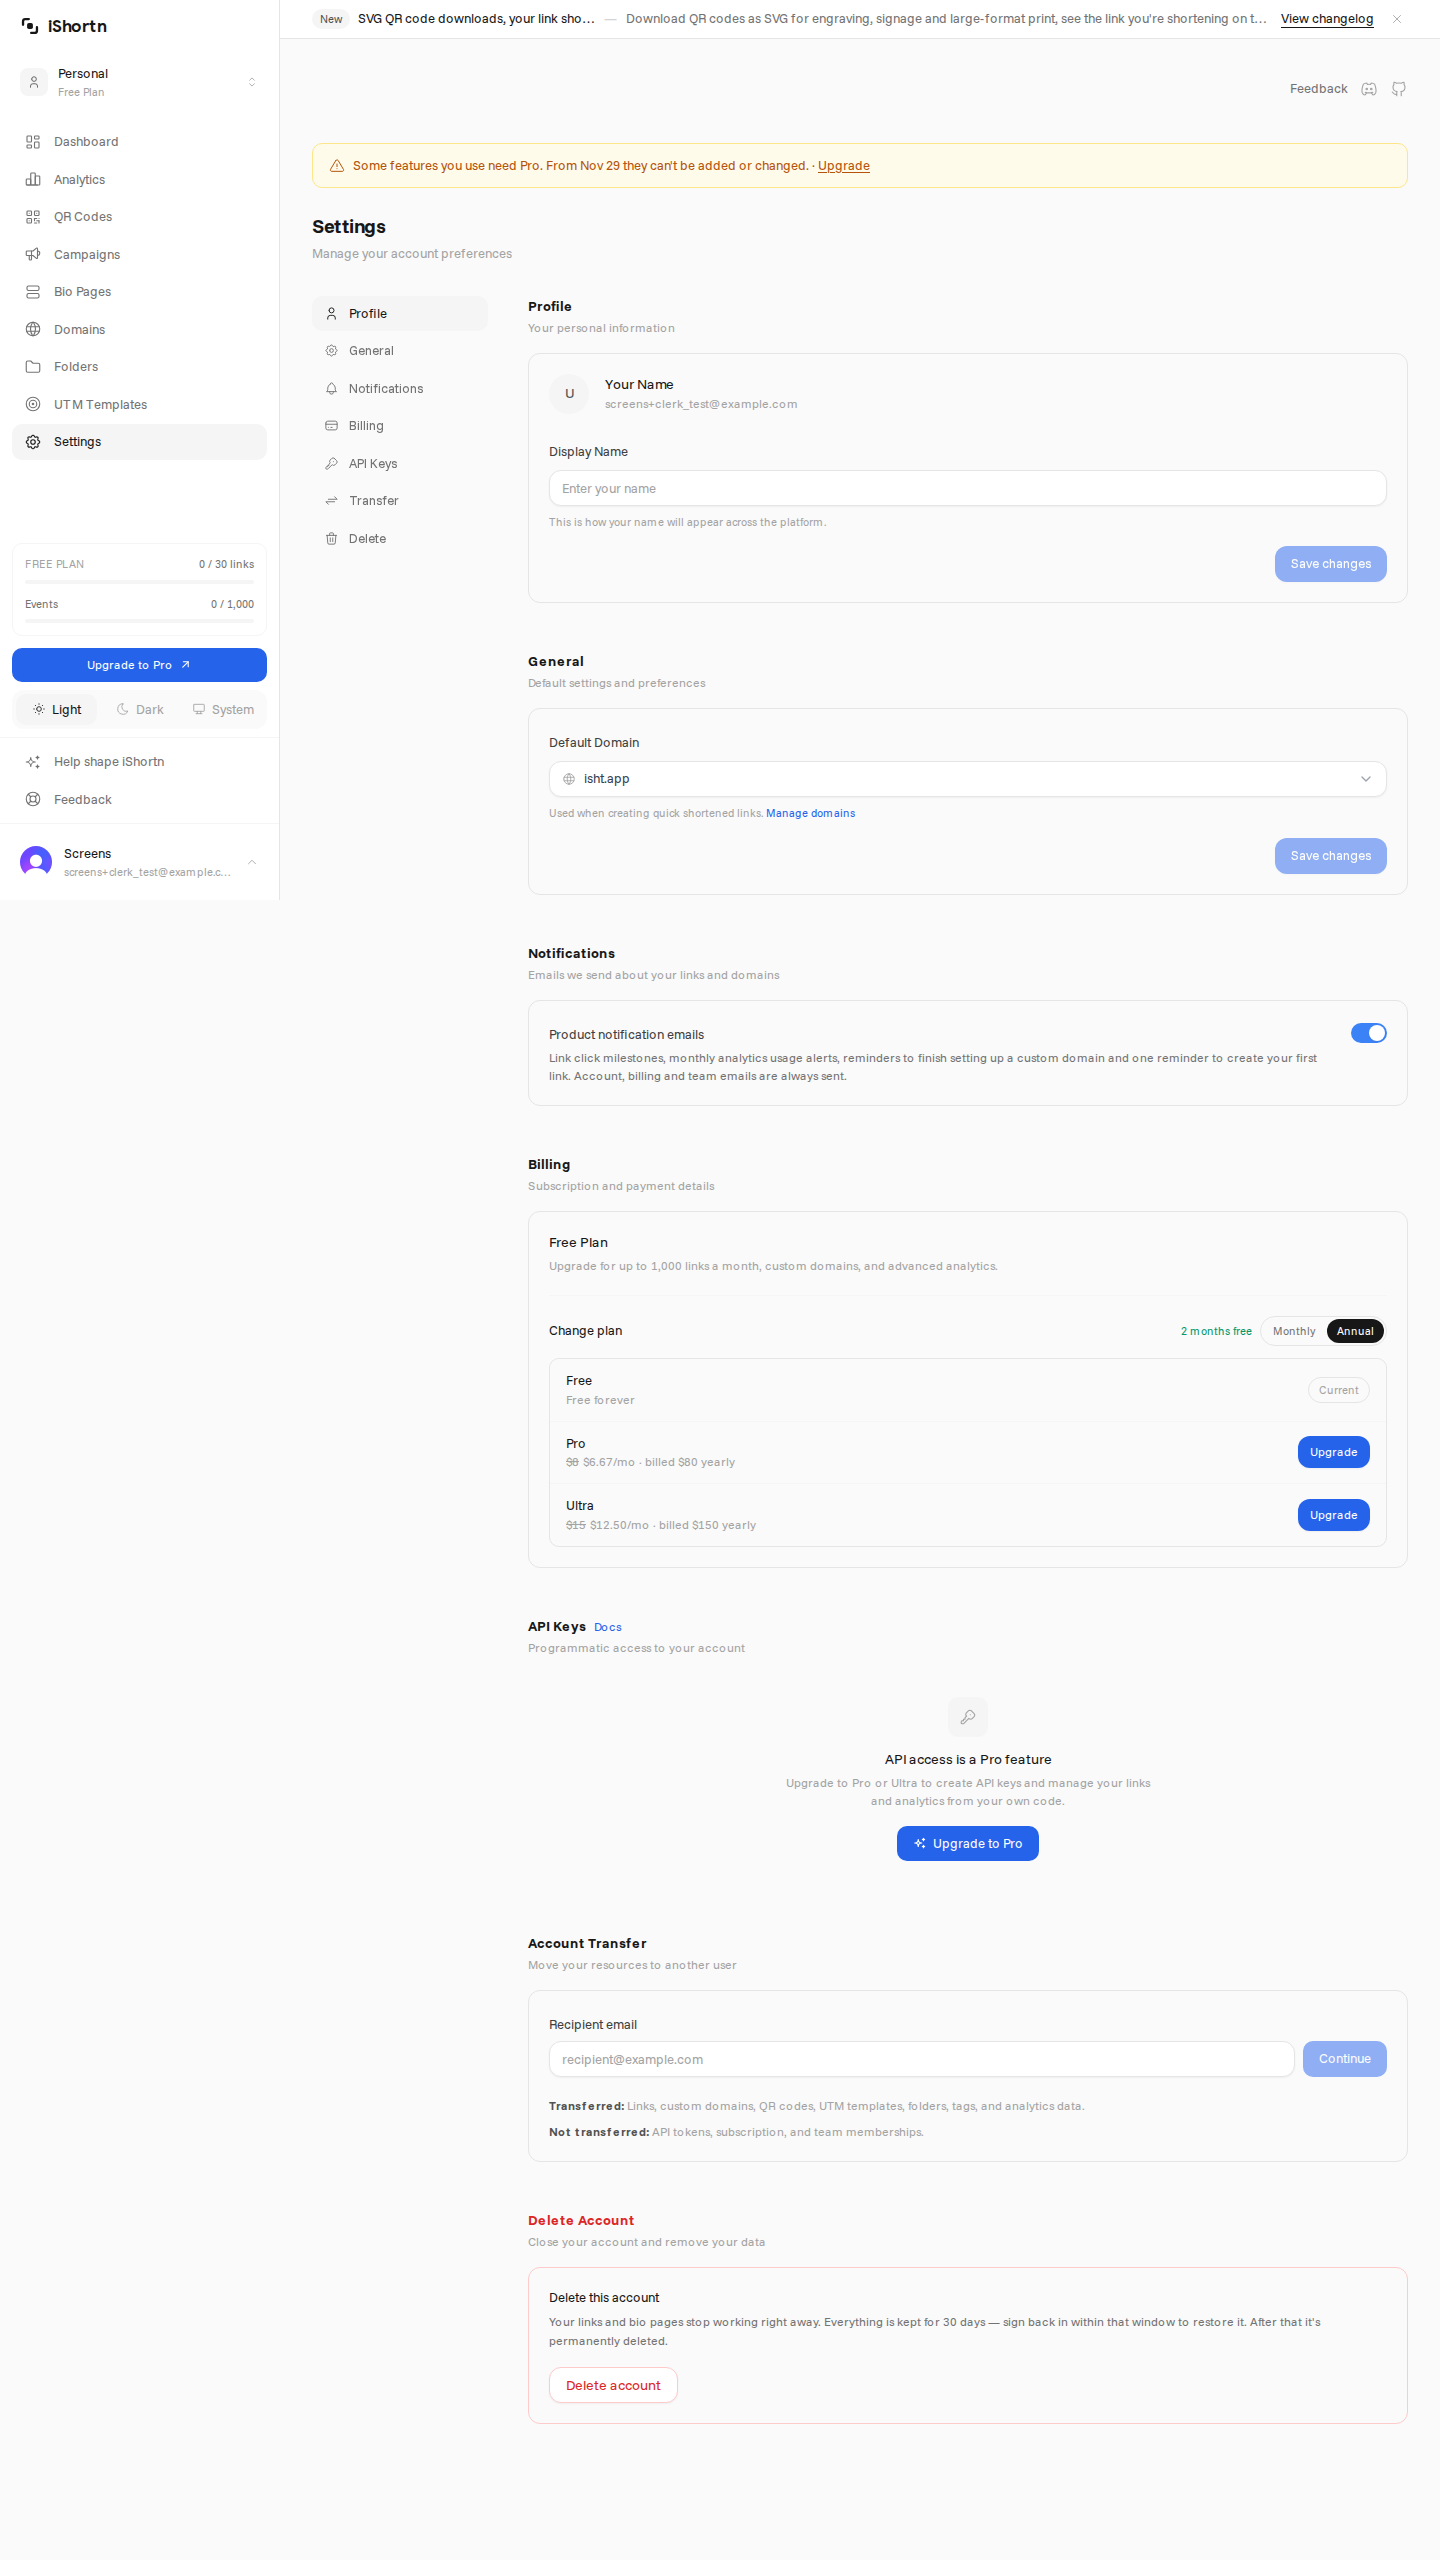 iShortn
Personal
Free Plan
Dashboard
Analytics
QR Codes
Campaigns
Bio Pages
Domains
Folders
UTM Templates
Settings
FREE PLAN 0 / 30 links
Events 0 / 1,000
Upgrade to Pro
Light Dark System
Help shape iShortn
Feedback
Screens
screens+clerk_test@example.c...
New SVG QR code downloads, your link sho... — Download QR codes as SVG for engraving, signage and large-format print, see the link you're shortening on t... View changelog
Feedback
Some features you use need Pro. From Nov 29 they can't be added or changed. · Upgrade
Settings
Manage your account preferences
Profile
General
Notifications
Billing
API Keys
Transfer
Delete
Profile
Your personal information
U
Your Name
screens+clerk_test@example.com
Display Name
Enter your name
This is how your name will appear across the platform.
Save changes
General
Default settings and preferences
Default Domain
isht.app
Used when creating quick shortened links. Manage domains
Save changes
Notifications
Emails we send about your links and domains
Product notification emails
Link click milestones, monthly analytics usage alerts, reminders to finish setting up a custom domain and one reminder to create your first
link. Account, billing and team emails are always sent.
Billing
Subscription and payment details
Free Plan
Upgrade for up to 1,000 links a month, custom domains, and advanced analytics.
Change plan 2 months free Monthly Annual
Free
Free forever
Current
Pro
$8 $6.67/mo · billed $80 yearly
Upgrade
Ultra
$15 $12.50/mo · billed $150 yearly
Upgrade
API Keys Docs
Programmatic access to your account
API access is a Pro feature
Upgrade to Pro or Ultra to create API keys and manage your links
and analytics from your own code.
Upgrade to Pro
Account Transfer
Move your resources to another user
Recipient email
recipient@example.com
Continue
Transferred: Links, custom domains, QR codes, UTM templates, folders, tags, and analytics data.
Not transferred: API tokens, subscription, and team memberships.
Delete Account
Close your account and remove your data
Delete this account
Your links and bio pages stop working right away. Everything is kept for 30 days — sign back in within that window to restore it. After that it's
permanently deleted.
Delete account